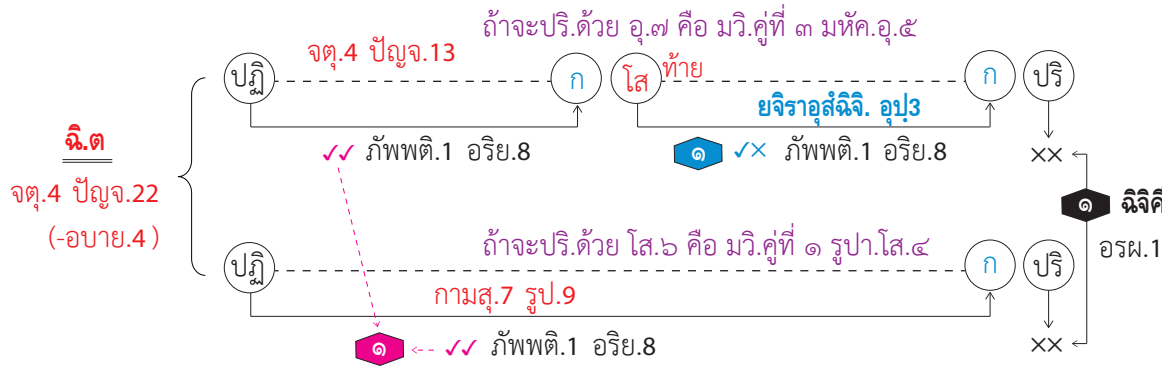 ถ้าจะปริ.ด้วย อุ.๗ คือ มวิ.คู่ที่ ๓ มหัค.อุ.๕
ปฏิ จตุ.4 ปัญจ.13 ก โส ท้าย ก ปริ
ยจิราอุสํฉิจิ. อุปฺ3
ฉิ.ต
✓✓ ภัพพติ.1 อริย.8 ๑ ✓× ภัพพติ.1 อริย.8 ××
จตุ.4 ปัญจ.22
๑ ฉิจิคึ
(-อบาย.4 )
ถ้าจะปริ.ด้วย โส.๖ คือ มวิ.คู่ที่ ๑ รูปา.โส.๔
อรผ.1
ปฏิ ก ปริ
กามสุ.7 รูป.9
๑ ✓✓ ภัพพติ.1 อริย.8 ××